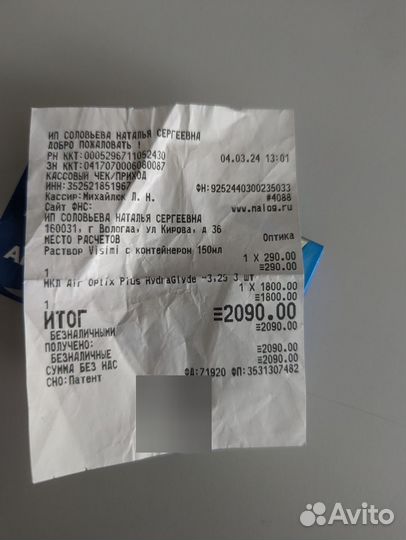 ИП СОЛОВЬЕВА НАТАЛЬЯ СЕРГЕЕВНА
ДОБРО ПОЖАЛОВАТЬ !
РН ККТ:0005296711052430 04.03.24 13:01
ЗН ККТ:0417070006080087
КАССОВЫЙ ЧЕК/ПРИХОД
ИНН:352521851967 ФН:9252440300235033
Кассир:Михайлюк Л. Н. #4088
Сайт ФНС: www.nalog.ru
ИП СОЛОВЬЕВА НАТАЛЬЯ СЕРГЕЕВНА
160031, г Вологда, ул Кирова, д 36
МЕСТО РАСЧЕТОВ Оптика
Раствор Visimi с контейнером 150мл
1 X 290.00
1 ≡290.00
МКЛ Air Optix Plus HydraGlyde -3,25 3 шт
1 X 1800.00
1 ≡1800.00
ИТОГ ≡2090.00
БЕЗНАЛИЧНЫМИ ≡2090.00
ПОЛУЧЕНО:
БЕЗНАЛИЧНЫЕ ≡2090.00
СУММА БЕЗ НДС ≡2090.00
СНО:Патент ФД:71920 ФП:3531307482
Avito